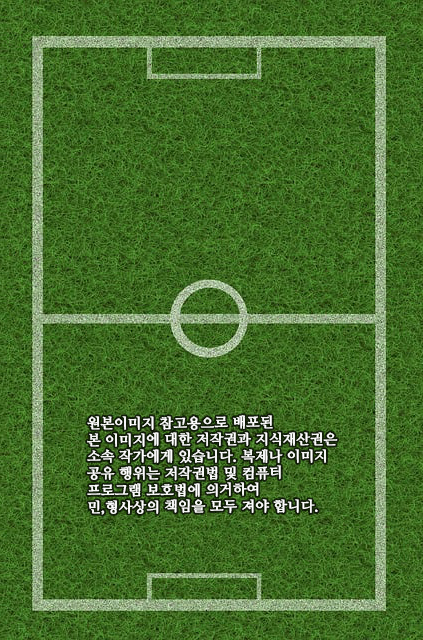 원본이미지 참고용으로 배포된
본 이미지에 대한 저작권과 지식재산권은
소속 작가에게 있습니다. 복제나 이미지
공유 행위는 저작권법 및 컴퓨터
프로그램 보호법에 의거하여
민,형사상의 책임을 모두 져야 합니다.